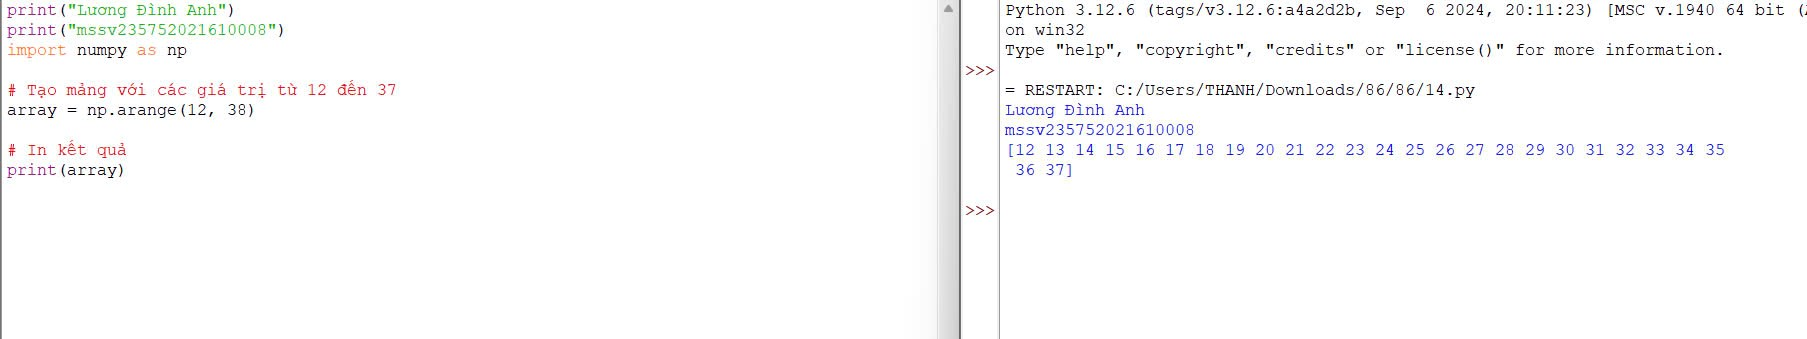 print("Lương Đình Anh")
print("mssv235752021610008")
import numpy as np
# Tạo mảng với các giá trị từ 12 đến 37
array = np.arange(12, 38)
# In kết quả
print(array)
Python 3.12.6 (tags/v3.12.6:a4a2d2b, Sep  6 2024, 20:11:23) [MSC v.1940 64 bit (
on win32
Type "help", "copyright", "credits" or "license()" for more information.
>>>
= RESTART: C:/Users/THANH/Downloads/86/86/14.py
Lương Đình Anh
mssv235752021610008
[12 13 14 15 16 17 18 19 20 21 22 23 24 25 26 27 28 29 30 31 32 33 34 35
 36 37]
>>>